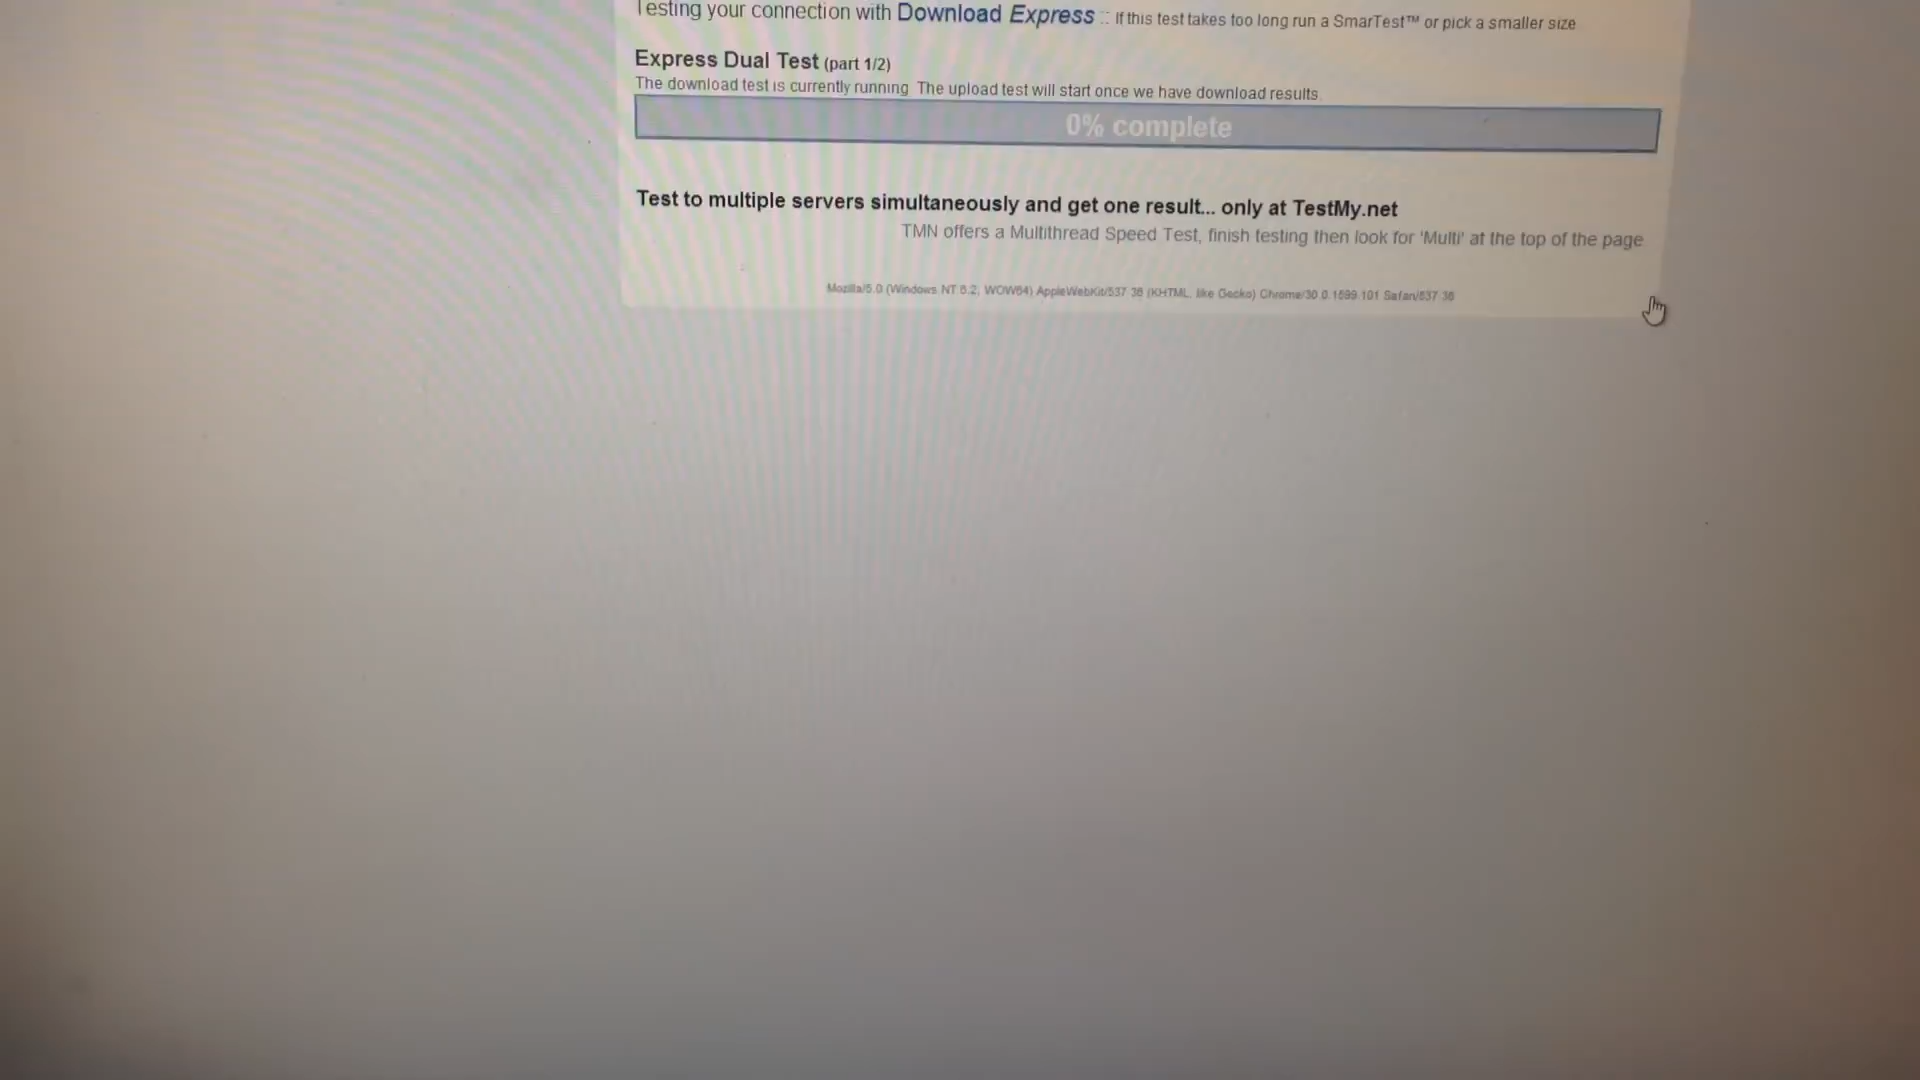 Testing your connection with Download Express :: If this test takes too long run a SmarTest™ or pick a smaller size
Express Dual Test (part 1/2)
The download test is currently running. The upload test will start once we have download results.
0% complete
Test to multiple servers simultaneously and get one result... only at TestMy.net
TMN offers a Multithread Speed Test, finish testing then look for 'Multi' at the top of the page
Mozilla/5.0 (Windows NT 6.2; WOW64) AppleWebKit/537.36 (KHTML, like Gecko) Chrome/30.0.1599.101 Safari/537.36